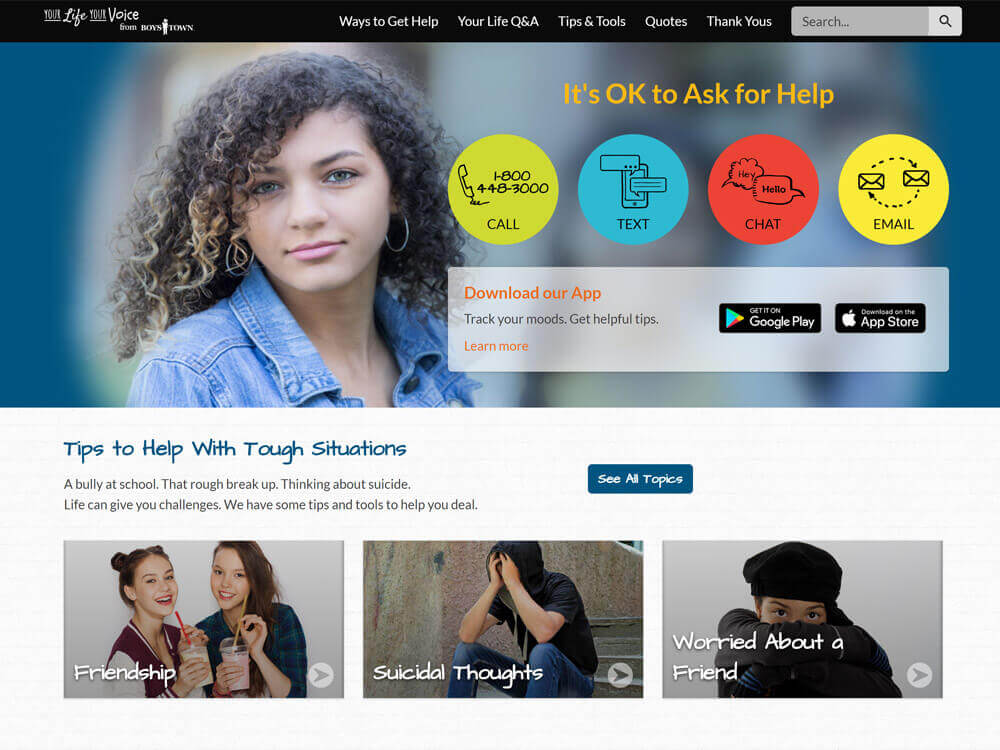 YOUR Life YOUR Voice
from BOYS TOWN
Ways to Get Help
Your Life Q&A
Tips & Tools
Quotes
Thank Yous
Search...
It's OK to Ask for Help
1-800
448-3000
CALL
TEXT
Hey
Hello
CHAT
EMAIL
Download our App
Track your moods. Get helpful tips.
Learn more
GET IT ON
Google Play
Download on the
App Store
Tips to Help With Tough Situations
A bully at school. That rough break up. Thinking about suicide.
Life can give you challenges. We have some tips and tools to help you deal.
See All Topics
Friendship
Suicidal Thoughts
Worried About a
Friend